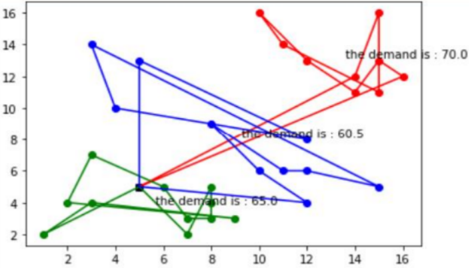 16
14
the demand is : 70.0
12
10
the demand is : 60.5
8
6
the demand is : 65.0
4
2
2 4 6 8 10 12 14 16